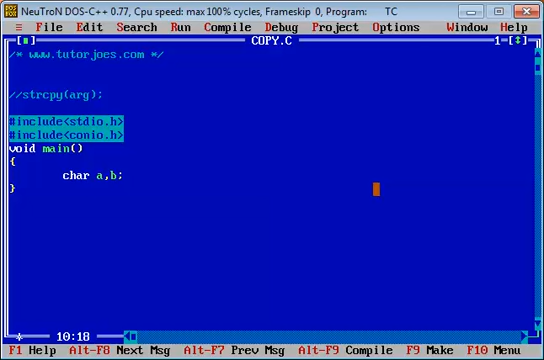 NeuTroN DOS-C++ 0.77, Cpu speed: max 100% cycles, Frameskip 0, Program: TC
≡ File Edit Search Run Compile Debug Project Options Window Help
[■] COPY.C 1=[↕]
/* www.tutorjoes.com */
//strcpy(arg);
#include<stdio.h>
#include<conio.h>
void main()
{
char a,b;
}
* 10:18
F1 Help Alt-F8 Next Msg Alt-F7 Prev Msg Alt-F9 Compile F9 Make F10 Menu